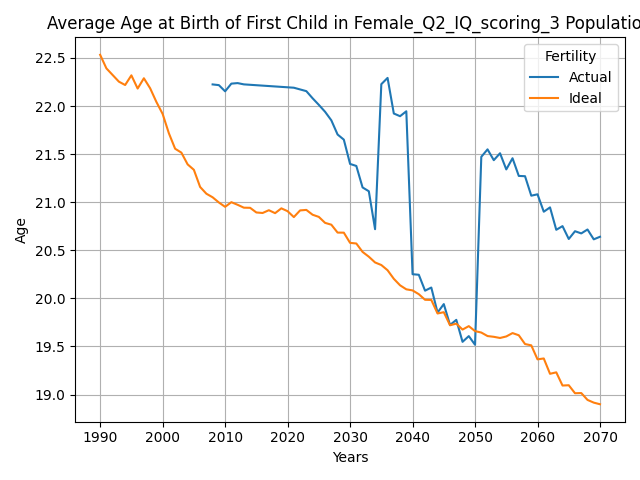 Average Age at Birth of First Child in Female_Q2_IQ_scoring_3 Populatio
Fertility
Actual
Ideal
22.5
22.0
21.5
21.0
20.5
20.0
19.5
19.0
Age
1990 2000 2010 2020 2030 2040 2050 2060 2070
Years